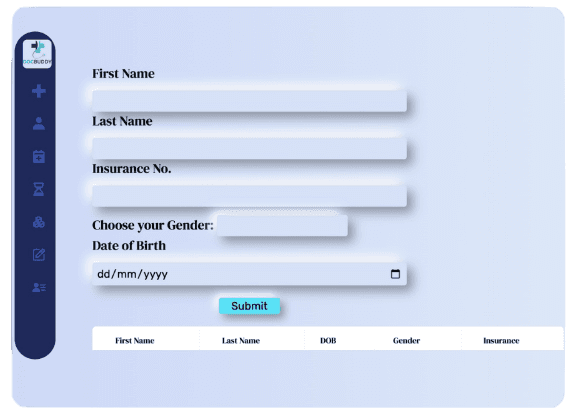 DOCBUDDY
First Name
Last Name
Insurance No.
Choose your Gender:
Date of Birth
dd/mm/yyyy
Submit
First Name Last Name DOB Gender Insurance